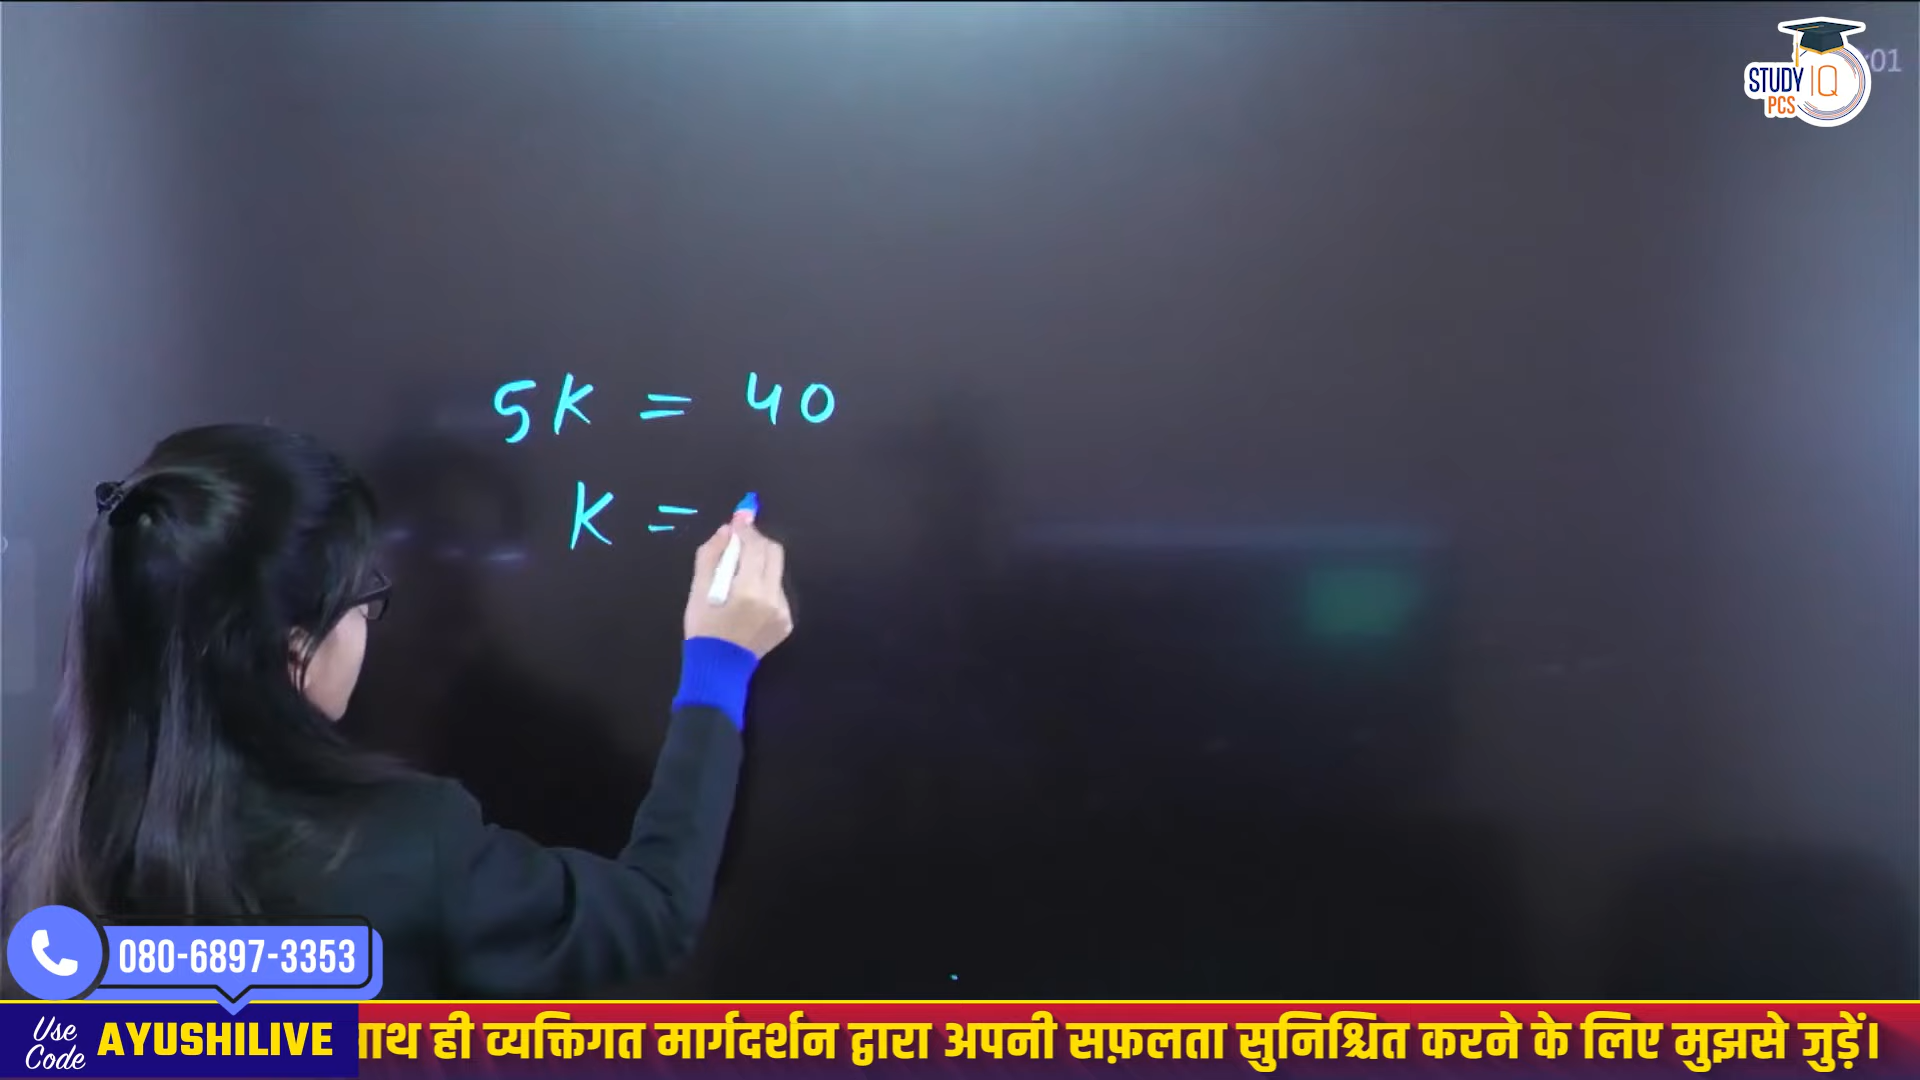 STUDY IQ
PCS
:01
5k = 40
k =
080-6897-3353
Use Code AYUSHILIVE
ही व्यक्तिगत मार्गदर्शन द्वारा अपनी सफ़लता सुनिश्चित करने के लिए मुझसे जुड़ें।